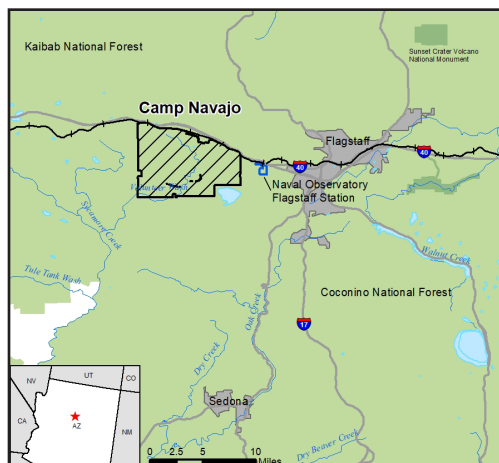 Kaibab National Forest
Sunset Crater Volcano
National Monument
Camp Navajo
Flagstaff
40
40
Naval Observatory
Flagstaff Station
Volunteer Wash
Sycamore Creek
Walnut Creek
Tule Tank Wash
Coconino National Forest
Oak Creek
17
Dry Creek
NV
UT
CO
CA
AZ
NM
Sedona
Dry Beaver Creek
0
2.5
5
10
Miles